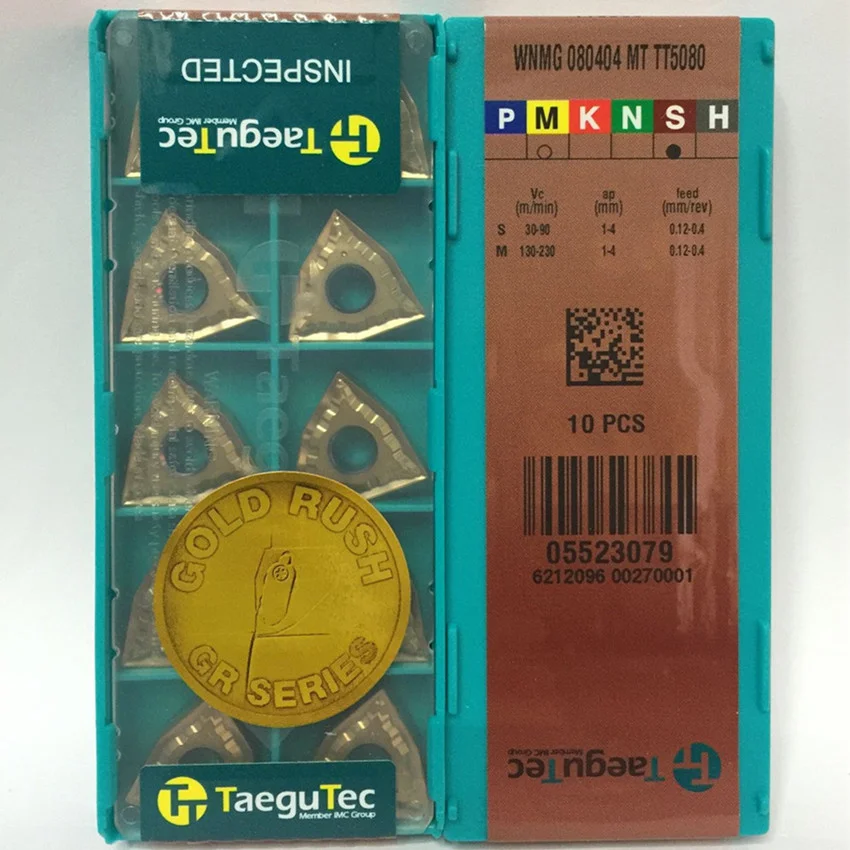 INSPECTED
TaeguTec
Member IMC Group
GOLD RUSH
GR SERIES
TaeguTec
Member IMC Group
WNMG 080404 MT TT5080
P M K N S H
Vc ap feed
(m/min) (mm) (mm/rev)
S 30-90 1-4 0.12-0.4
M 130-230 1-4 0.12-0.4
10 PCS
05523079
6212096 00270001
TaeguTec
Member IMC Group